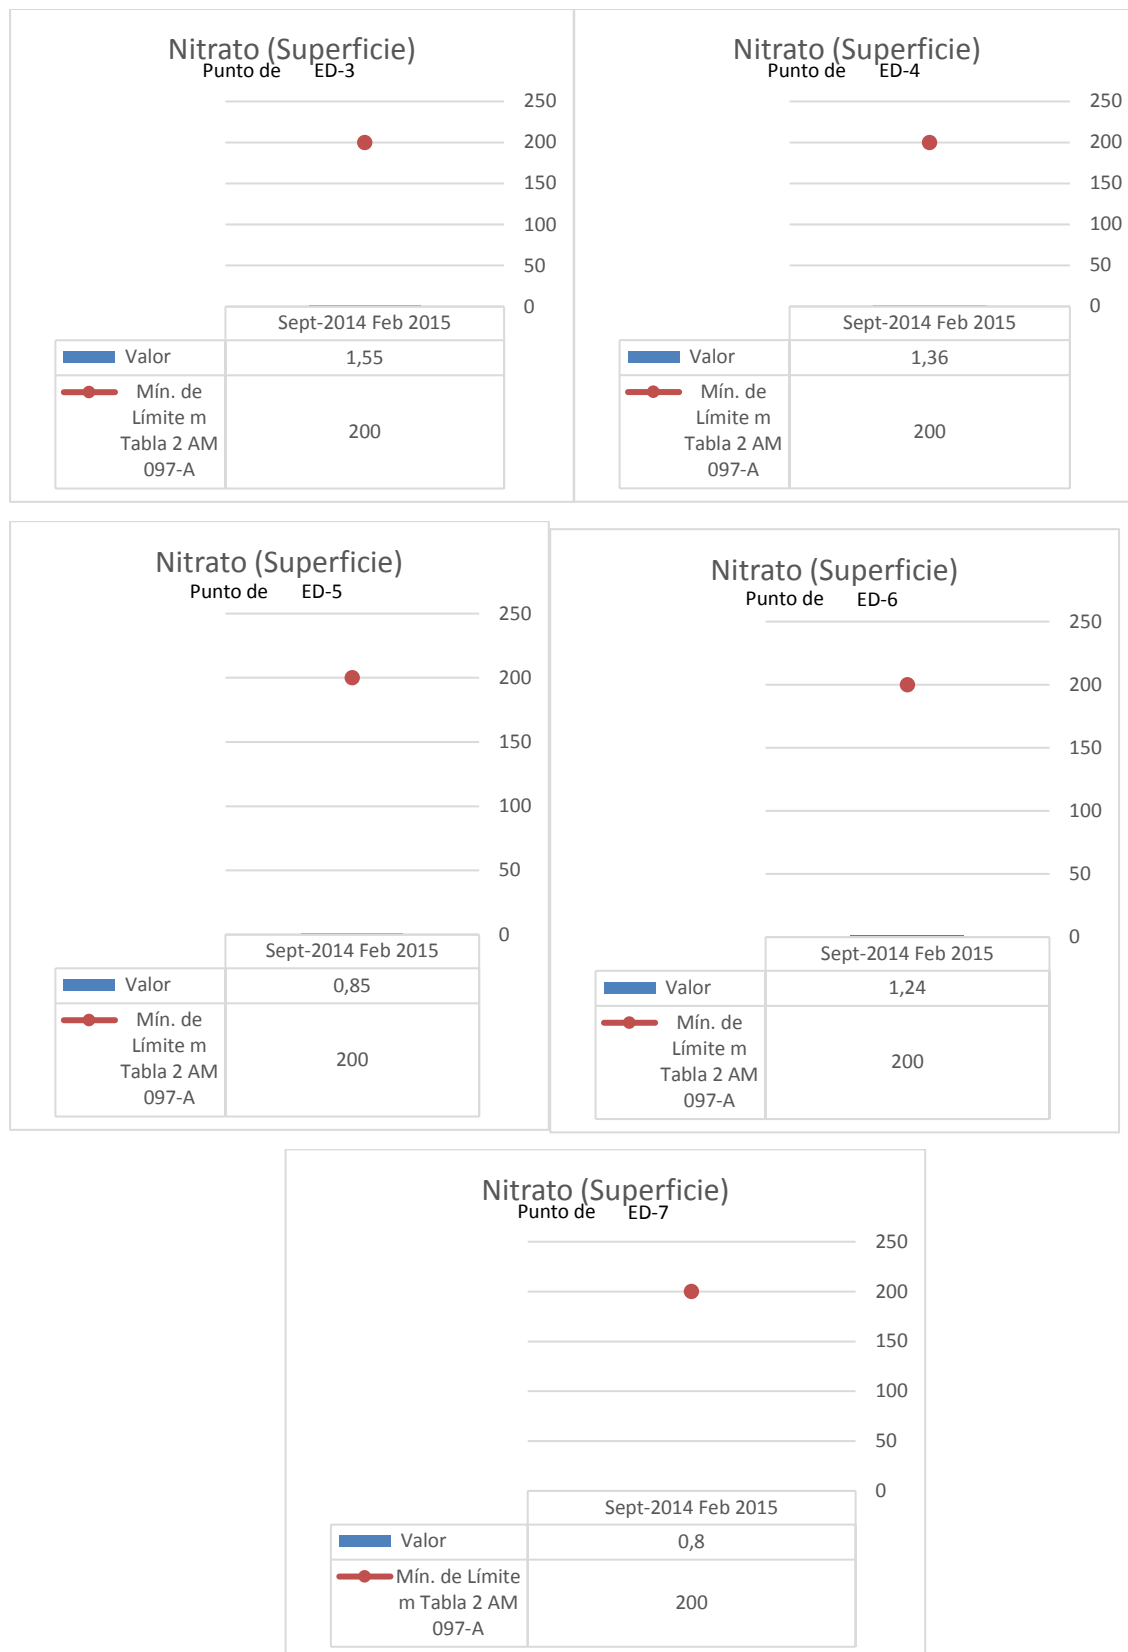 Nitrato (Superficie)
Punto de ED-3
250
200
150
100
50
0
Sept-2014 Feb 2015
Valor 1,55
Mín. de
Límite m
Tabla 2 AM
097-A
200
Nitrato (Superficie)
Punto de ED-4
250
200
150
100
50
0
Sept-2014 Feb 2015
Valor 1,36
Mín. de
Límite m
Tabla 2 AM
097-A
200
Nitrato (Superficie)
Punto de ED-5
250
200
150
100
50
0
Sept-2014 Feb 2015
Valor 0,85
Mín. de
Límite m
Tabla 2 AM
097-A
200
Nitrato (Superficie)
Punto de ED-6
250
200
150
100
50
0
Sept-2014 Feb 2015
Valor 1,24
Mín. de
Límite m
Tabla 2 AM
097-A
200
Nitrato (Superficie)
Punto de ED-7
250
200
150
100
50
0
Sept-2014 Feb 2015
Valor 0,8
Mín. de Límite
m Tabla 2 AM
097-A
200